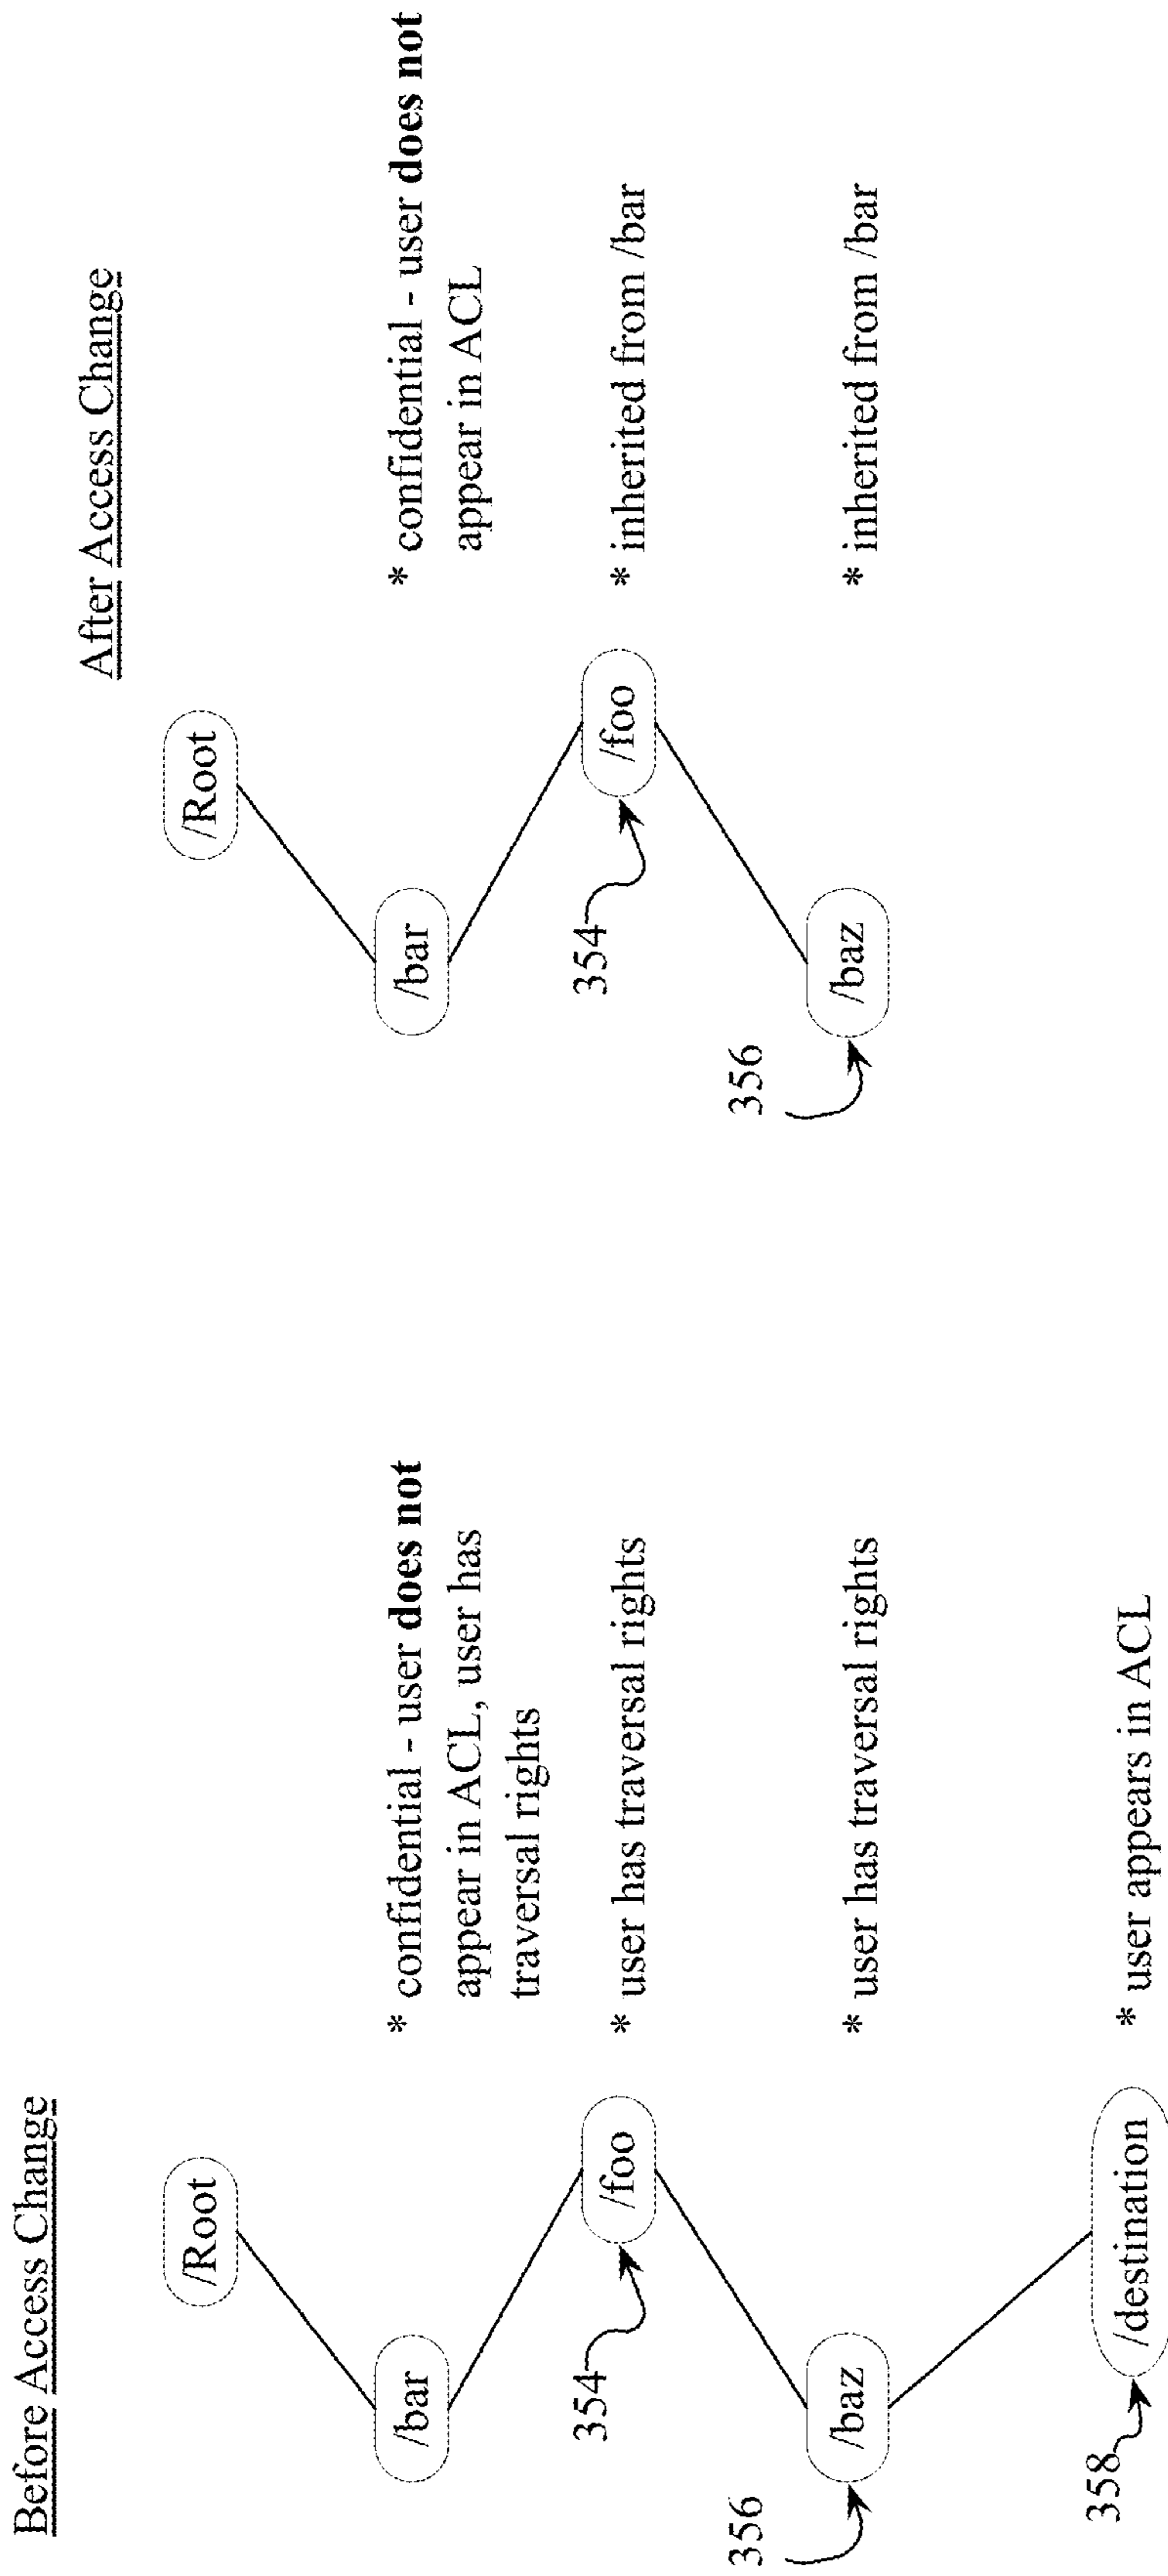 Before Access Change
/Root
/bar
* confidential - user does not
appear in ACL, user has
traversal rights
354
/foo
* user has traversal rights
356
/baz
* user has traversal rights
358
/destination
* user appears in ACL
After Access Change
/Root
/bar
* confidential - user does not
appear in ACL
354
/foo
* inherited from /bar
356
/baz
* inherited from /bar